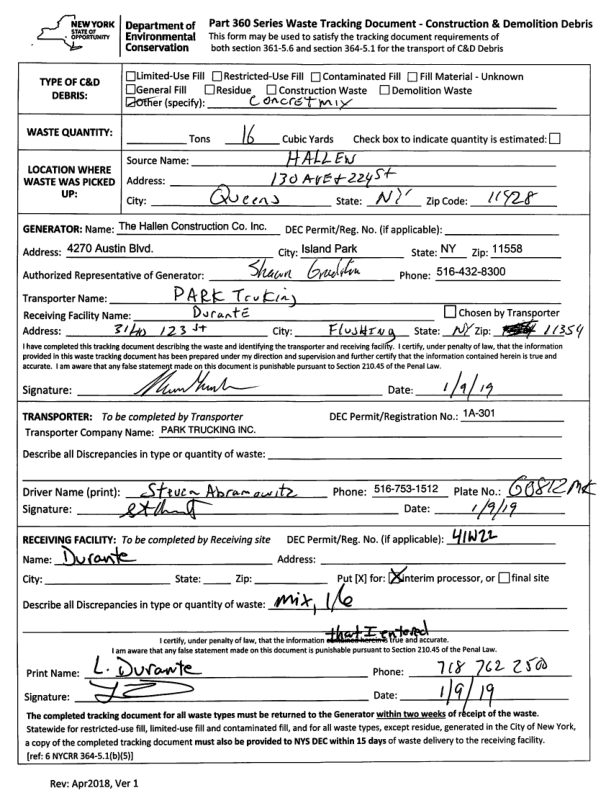 NEW YORK
STATE OF
OPPORTUNITY
Department of
Environmental
Conservation
Part 360 Series Waste Tracking Document - Construction & Demolition Debris
This form may be used to satisfy the tracking document requirements of
both section 361-5.6 and section 364-5.1 for the transport of C&D Debris
TYPE OF C&D
DEBRIS:
Limited-Use Fill Restricted-Use Fill Contaminated Fill Fill Material - Unknown
General Fill Residue Construction Waste Demolition Waste
Other (specify): Concret mix
WASTE QUANTITY: Tons 16 Cubic Yards Check box to indicate quantity is estimated:
LOCATION WHERE
WASTE WAS PICKED
UP:
Source Name: HALLEN
Address: 130 AVE + 224 St
City: Queens State: NY Zip Code:
GENERATOR: Name: The Hallen Construction Co. Inc. DEC Permit/Reg. No. (if applicable):
Address: 4270 Austin Blvd. City: Island Park State: NY Zip: 11558
Authorized Representative of Generator: Shawn Phone: 516-432-8300
Transporter Name: PARK Truking
Receiving Facility Name: DurantE Chosen by Transporter
Address: 123 St City: FLUSHING State: NY Zip: 11354
I have completed this tracking document describing the waste and identifying the transporter and receiving facility. I certify, under penalty of law, that the information
provided in this waste tracking document has been prepared under my direction and supervision and further certify that the information contained herein is true and
accurate. I am aware that any false statement made on this document is punishable pursuant to Section 210.45 of the Penal Law.
Signature: Date: 1/9/19
TRANSPORTER: To be completed by Transporter DEC Permit/Registration No.: 1A-301
Transporter Company Name: PARK TRUCKING INC.
Describe all Discrepancies in type or quantity of waste:
Driver Name (print): Steven Abramowitz Phone: 516-753-1512 Plate No.: 60872MK
Signature: Date: 1/9/19
RECEIVING FACILITY: To be completed by Receiving site DEC Permit/Reg. No. (if applicable): 41W22
Name: Durante Address:
City: State: Zip: Put [X] for: X interim processor, or final site
Describe all Discrepancies in type or quantity of waste: mix, 16
that I entered
I certify, under penalty of law, that the information contained herein is true and accurate.
I am aware that any false statement made on this document is punishable pursuant to Section 210.45 of the Penal Law.
Print Name: L. Durante Phone: 718 762 2500
Signature: Date: 1/9/19
The completed tracking document for all waste types must be returned to the Generator within two weeks of receipt of the waste.
Statewide for restricted-use fill, limited-use fill and contaminated fill, and for all waste types, except residue, generated in the City of New York,
a copy of the completed tracking document must also be provided to NYS DEC within 15 days of waste delivery to the receiving facility.
[ref: 6 NYCRR 364-5.1(b)(5)]
Rev: Apr2018, Ver 1